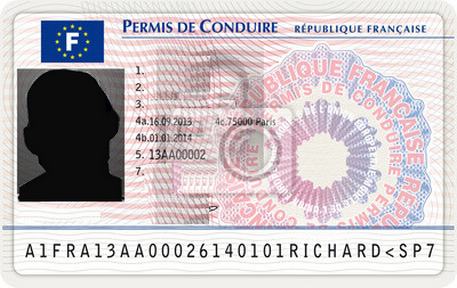 F
PERMIS DE CONDUIRE RÉPUBLIQUE FRANÇAISE
1.
2.
3.
4a.16.09.2013 4c.75000 Paris
4b.01.01.2014
5. 13AA00002
7.
A
RÉPUBLIQUE FRANÇAISE
PERMIS DE CONDUIRE
A1FRA13AA00026140101RICHARD<SP7